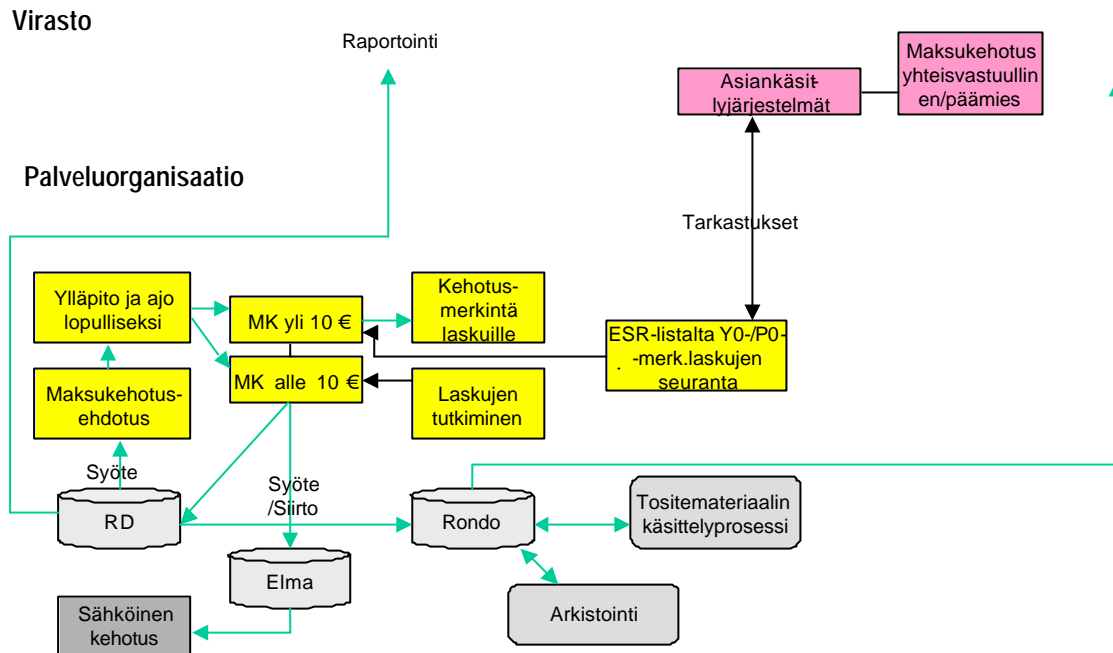 Virasto
Raportointi
Asiankäsit-
lyjärjestelmät
Maksukehotus
yhteisvastuullin
en/päämies
Palveluorganisaatio
Tarkastukset
Ylläpito ja ajo
lopulliseksi
MK yli 10 €
Kehotus-
merkintä
laskuille
ESR-listalta Y0-/P0-
-merk.laskujen
seuranta
Maksukehotus-
ehdotus
MK alle 10 €
Laskujen
tutkiminen
Syöte
Syöte
/Siirto
RD
Rondo
Tositemateriaalin
käsittelyprosessi
Elma
Arkistointi
Sähköinen
kehotus